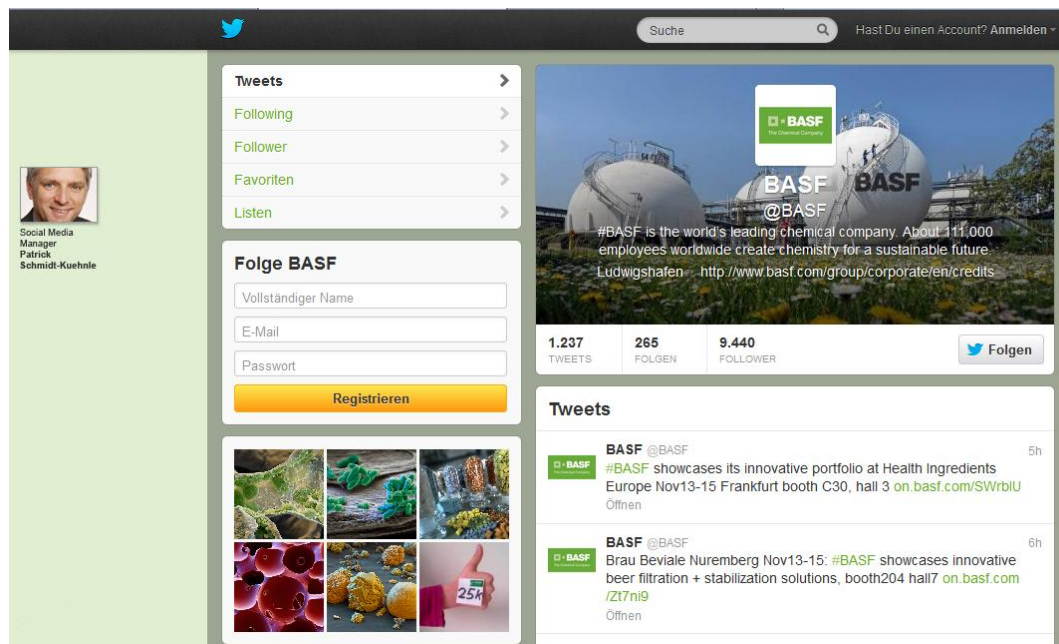 Suche
Hast Du einen Account? Anmelden
Social Media
Manager
Patrick
Schmidt-Kuehnle
Tweets
Following
Follower
Favoriten
Listen
Folge BASF
Vollständiger Name
E-Mail
Passwort
Registrieren
25k
BASF
The Chemical Company
BASF
BASF
@BASF
#BASF is the world's leading chemical company. About 111,000
employees worldwide create chemistry for a sustainable future.
Ludwigshafen http://www.basf.com/group/corporate/en/credits
1.237
TWEETS
265
FOLGEN
9.440
FOLLOWER
Folgen
Tweets
BASF
The Chemical Company
BASF @BASF 5h
#BASF showcases its innovative portfolio at Health Ingredients
Europe Nov13-15 Frankfurt booth C30, hall 3 on.basf.com/SWrblU
Öffnen
BASF
The Chemical Company
BASF @BASF 6h
Brau Beviale Nuremberg Nov13-15: #BASF showcases innovative
beer filtration + stabilization solutions, booth204 hall7 on.basf.com
/Zt7ni9
Öffnen